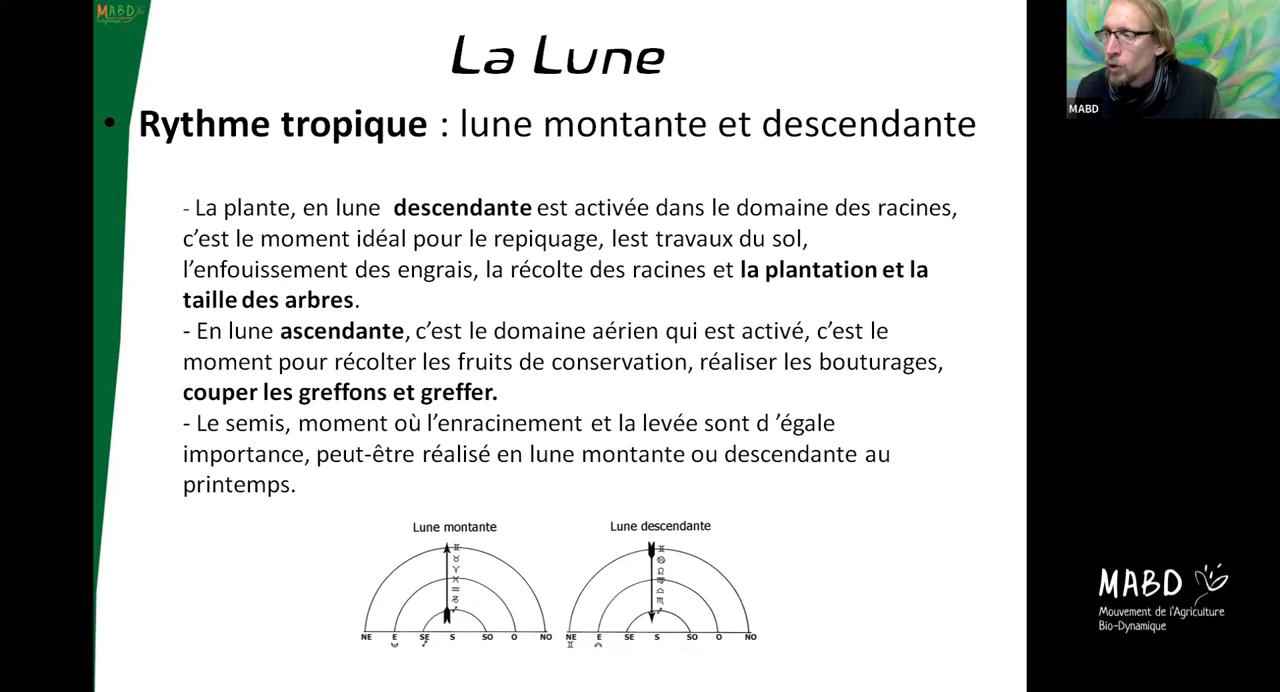 MABD
La Lune
• Rythme tropique : lune montante et descendante
- La plante, en lune descendante est activée dans le domaine des racines,
c’est le moment idéal pour le repiquage, lest travaux du sol,
l’enfouissement des engrais, la récolte des racines et la plantation et la
taille des arbres.
- En lune ascendante, c’est le domaine aérien qui est activé, c’est le
moment pour récolter les fruits de conservation, réaliser les bouturages,
couper les greffons et greffer.
- Le semis, moment où l’enracinement et la levée sont d ’égale
importance, peut-être réalisé en lune montante ou descendante au
printemps.
Lune montante
NE E SE S SO O NO
Lune descendante
NE E SE S SO O NO
MABD
MABD
Mouvement de l'Agriculture
Bio-Dynamique